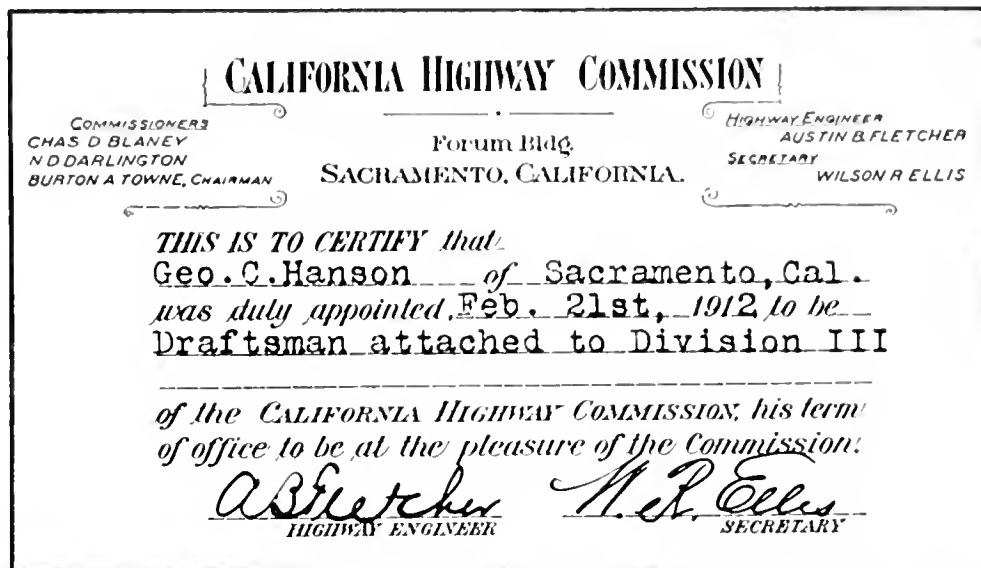 CALIFORNIA HIGHWAY COMMISSION
COMMISSIONERS
CHAS D BLANEY
N D DARLINGTON
BURTON A TOWNE, CHAIRMAN
Forum Bldg.
SACRAMENTO, CALIFORNIA.
HIGHWAY ENGINEER
AUSTIN B. FLETCHER
SECRETARY
WILSON R ELLIS
THIS IS TO CERTIFY that
Geo.C.Hanson of Sacramento,Cal.
was duly appointed Feb. 21st, 1912, to be
Draftsman attached to Division III
of the CALIFORNIA HIGHWAY COMMISSION, his term
of office to be at the pleasure of the Commission.
A B Fletcher
HIGHWAY ENGINEER
W. R. Ellis
SECRETARY